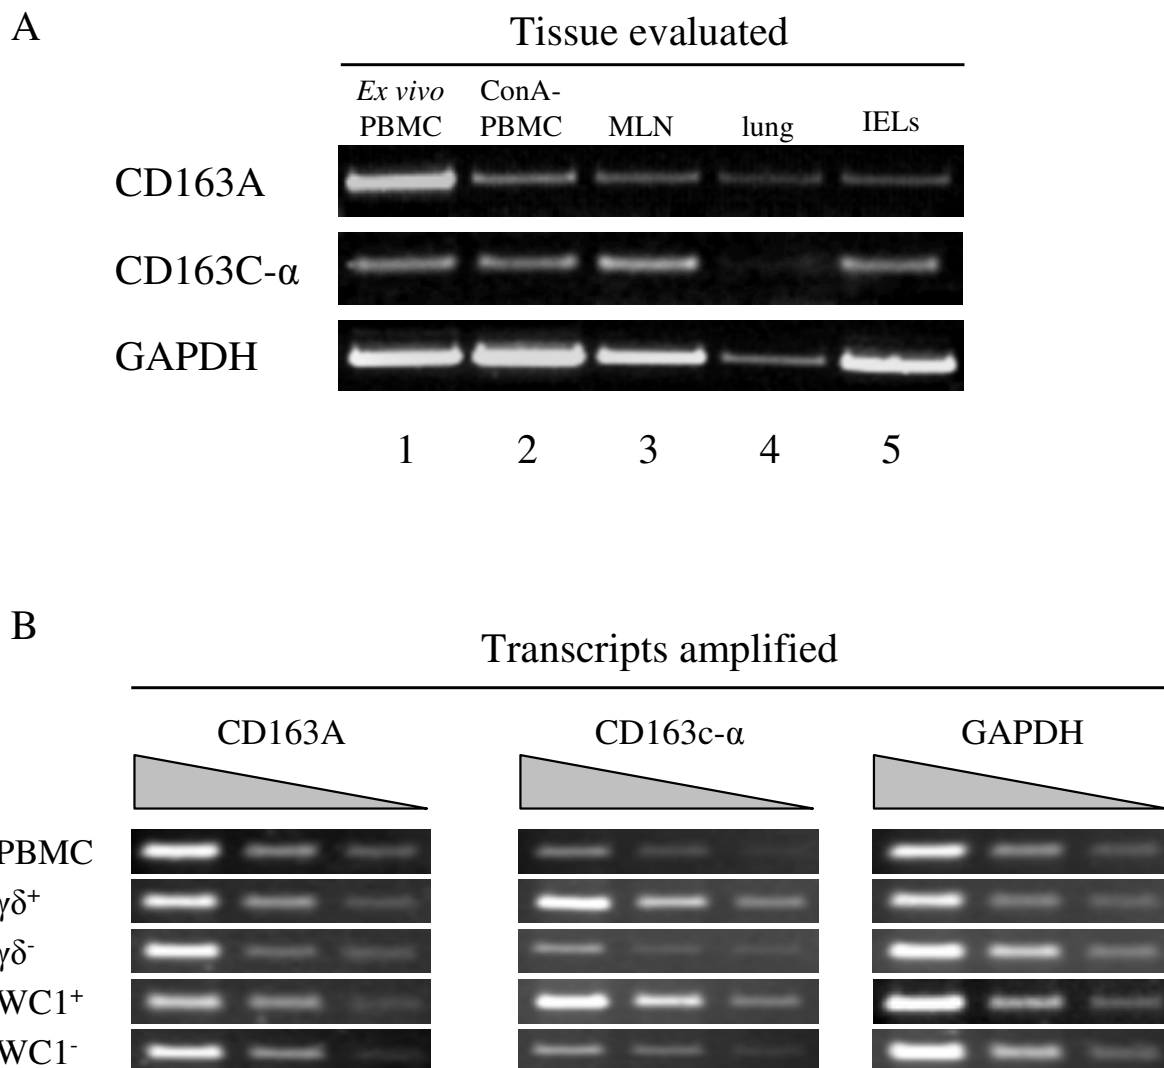 A
Tissue evaluated
Ex vivo PBMC
ConA-PBMC
MLN
lung
IELs
CD163A
CD163C-α
GAPDH
1 2 3 4 5
B
Transcripts amplified
CD163A CD163c-α GAPDH
PBMC
γδ⁺
γδ⁻
WC1⁺
WC1⁻